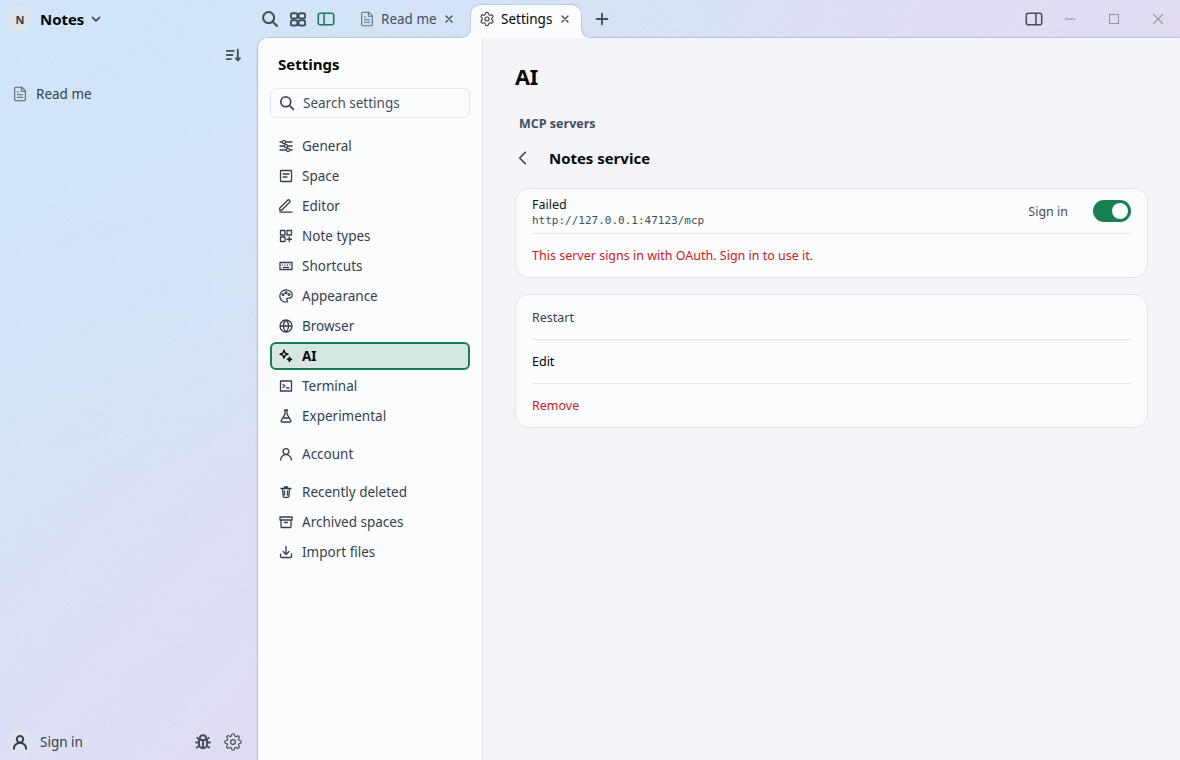 N Notes
Read me
Settings
Read me
Sign in
Settings
Search settings
General
Space
Editor
Note types
Shortcuts
Appearance
Browser
AI
Terminal
Experimental
Account
Recently deleted
Archived spaces
Import files
AI
MCP servers
Notes service
Failed
http://127.0.0.1:47123/mcp
Sign in
This server signs in with OAuth. Sign in to use it.
Restart
Edit
Remove